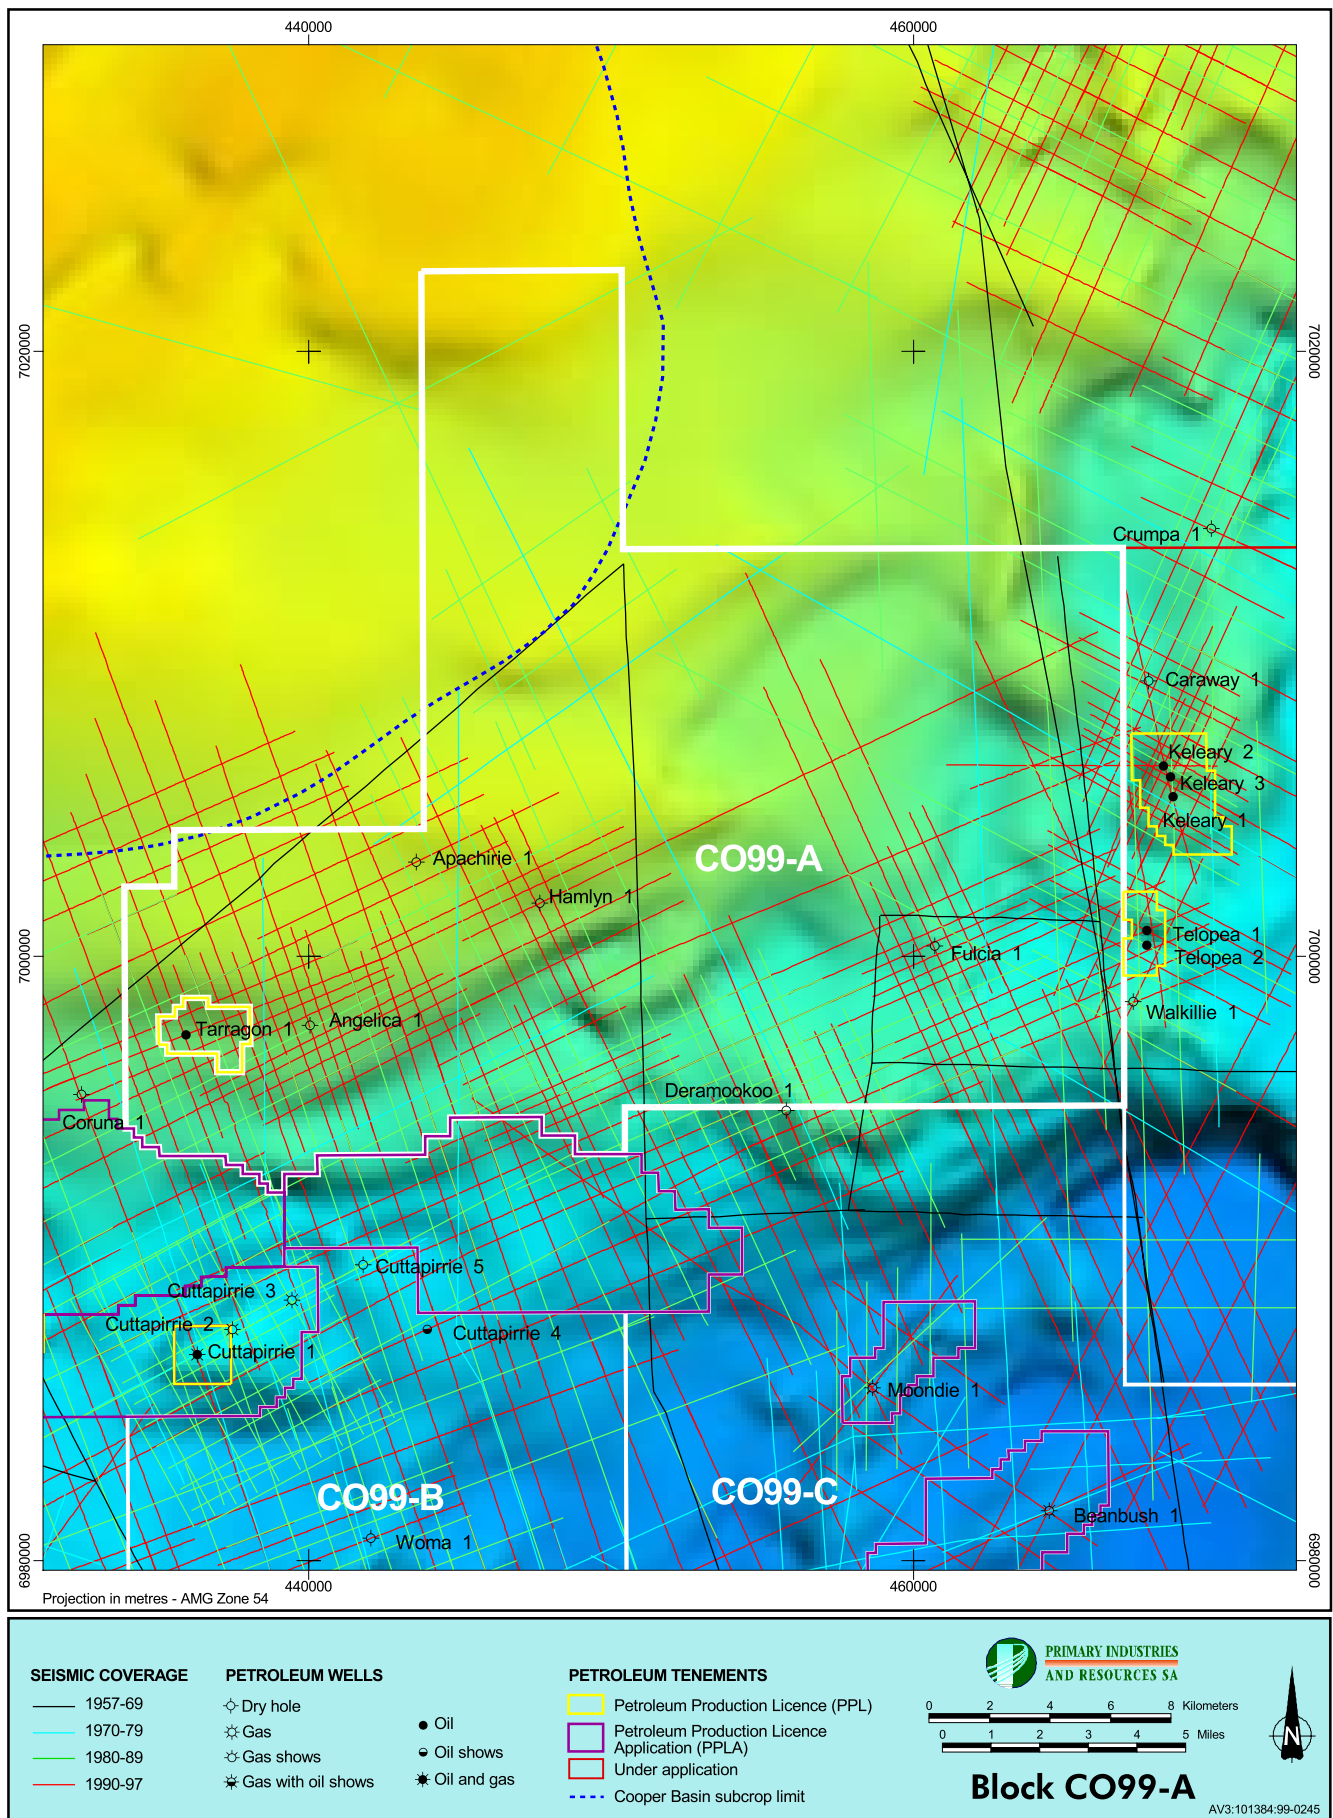 440000
460000
7020000
7020000
Crumpa 1
Caraway 1
Keleary 2
Keleary 3
Keleary 1
Apachirie 1
CO99-A
Hamlyn 1
7000000
7000000
Fulcia 1
Telopea 1
Telopea 2
Walkillie 1
Tarragon 1
Angelica 1
Deramookoo 1
Coruna 1
Cuttapirrie 5
Cuttapirrie 3
Cuttapirrie 2
Cuttapirrie 4
Cuttapirrie 1
Moondie 1
CO99-B
CO99-C
Beanbush 1
Woma 1
6980000
6980000
440000
460000
Projection in metres - AMG Zone 54
SEISMIC COVERAGE
1957-69
1970-79
1980-89
1990-97
PETROLEUM WELLS
Dry hole
Gas
Gas shows
Gas with oil shows
Oil
Oil shows
Oil and gas
PETROLEUM TENEMENTS
Petroleum Production Licence (PPL)
Petroleum Production Licence
Application (PPLA)
Under application
Cooper Basin subcrop limit
PRIMARY INDUSTRIES
AND RESOURCES SA
0 2 4 6 8 Kilometers
0 1 2 3 4 5 Miles
N
Block CO99-A
AV3:101384:99-0245